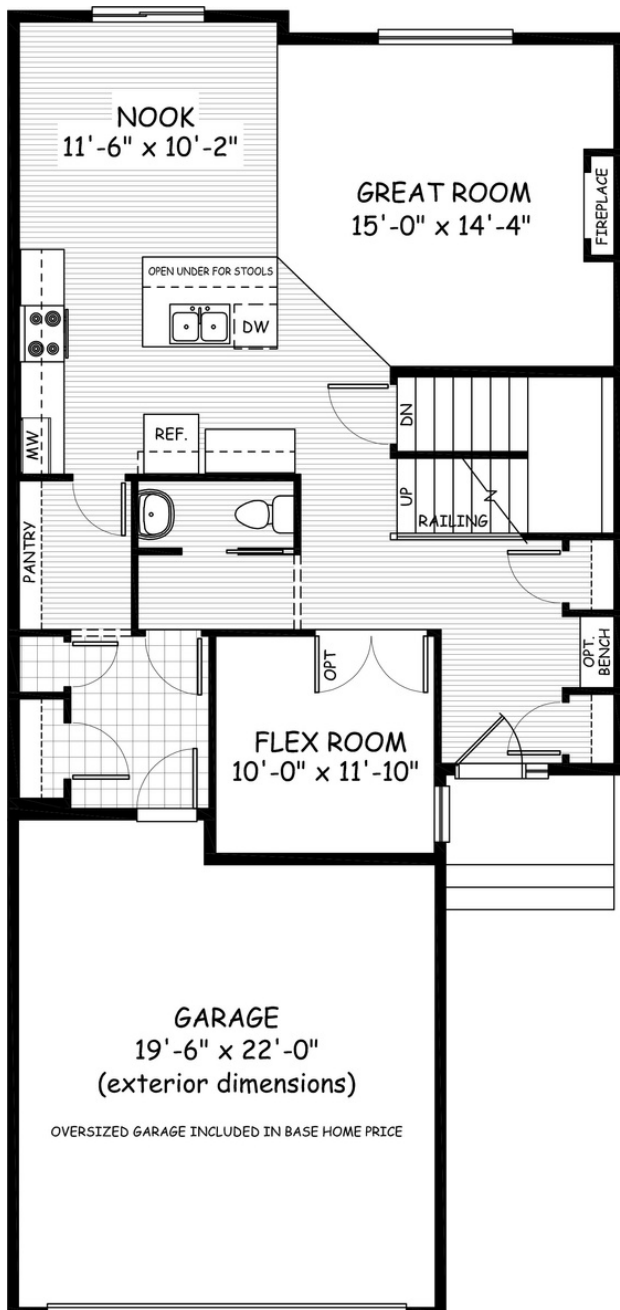 NOOK
11'-6" x 10'-2"
GREAT ROOM
15'-0" x 14'-4"
FIREPLACE
OPEN UNDER FOR STOOLS
DW
MW
REF.
DN
UP
RAILING
PANTRY
OPT.
BENCH
OPT
FLEX ROOM
10'-0" x 11'-10"
GARAGE
19'-6" x 22'-0"
(exterior dimensions)
OVERSIZED GARAGE INCLUDED IN BASE HOME PRICE